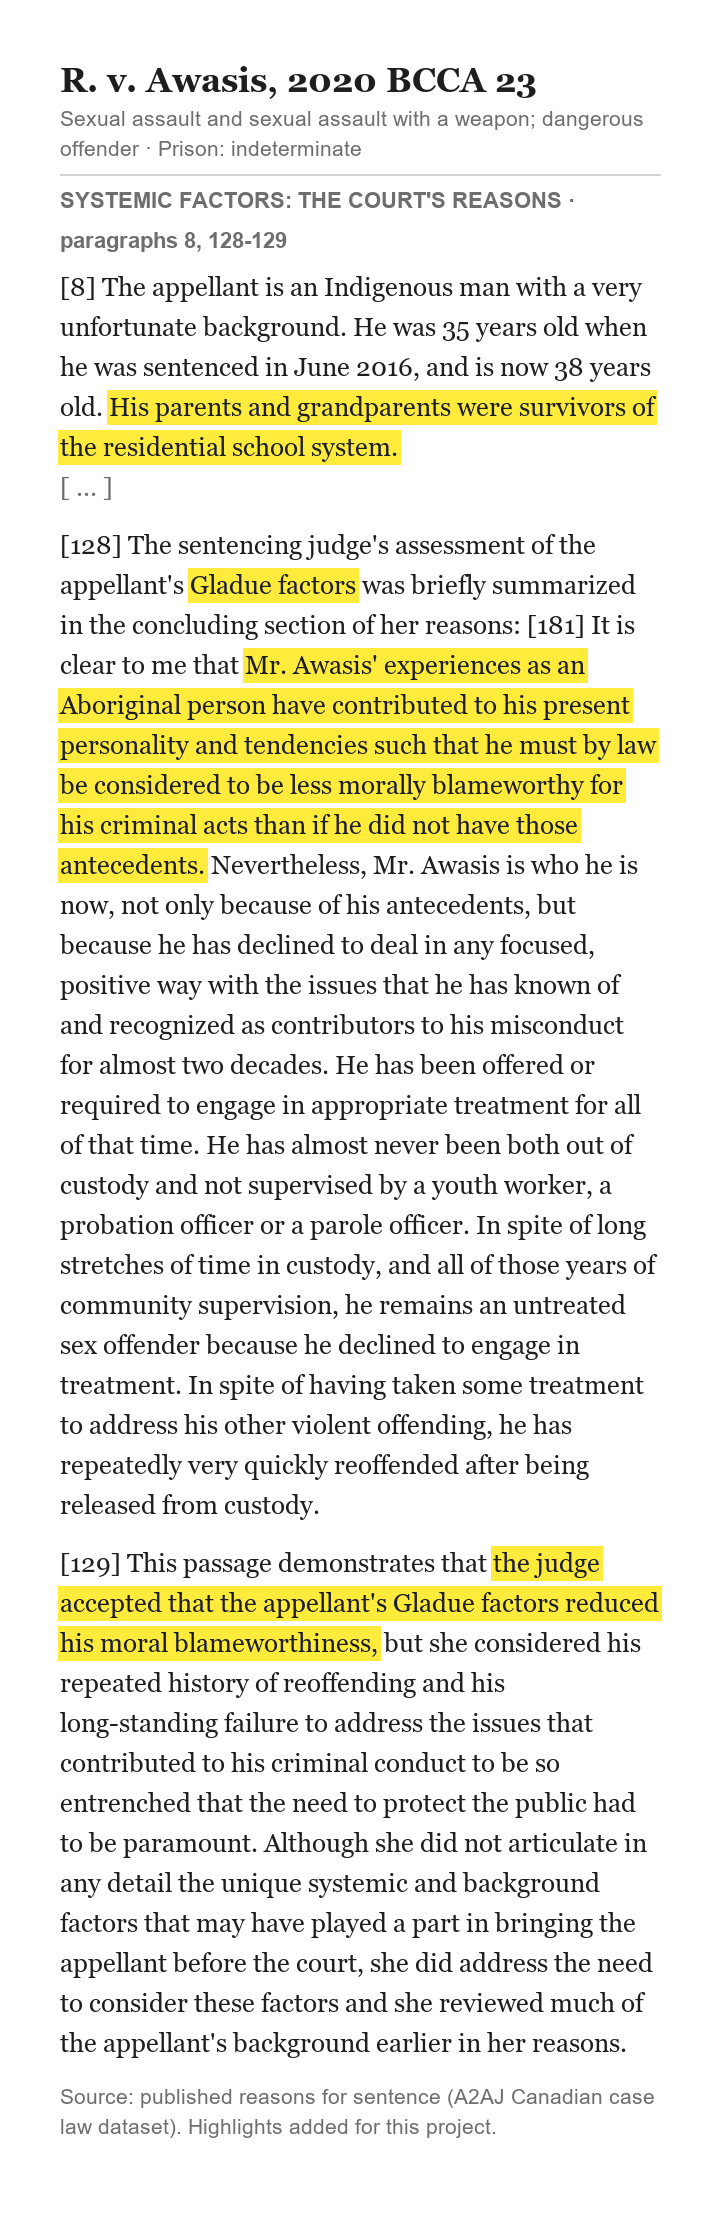 R. v. Awasis, 2020 BCCA 23
Sexual assault and sexual assault with a weapon; dangerous
offender · Prison: indeterminate
SYSTEMIC FACTORS: THE COURT'S REASONS ·
paragraphs 8, 128-129
[8] The appellant is an Indigenous man with a very
unfortunate background. He was 35 years old when
he was sentenced in June 2016, and is now 38 years
old. His parents and grandparents were survivors of
the residential school system.
[ ... ]
[128] The sentencing judge's assessment of the
appellant's Gladue factors was briefly summarized
in the concluding section of her reasons: [181] It is
clear to me that Mr. Awasis' experiences as an
Aboriginal person have contributed to his present
personality and tendencies such that he must by law
be considered to be less morally blameworthy for
his criminal acts than if he did not have those
antecedents. Nevertheless, Mr. Awasis is who he is
now, not only because of his antecedents, but
because he has declined to deal in any focused,
positive way with the issues that he has known of
and recognized as contributors to his misconduct
for almost two decades. He has been offered or
required to engage in appropriate treatment for all
of that time. He has almost never been both out of
custody and not supervised by a youth worker, a
probation officer or a parole officer. In spite of long
stretches of time in custody, and all of those years of
community supervision, he remains an untreated
sex offender because he declined to engage in
treatment. In spite of having taken some treatment
to address his other violent offending, he has
repeatedly very quickly reoffended after being
released from custody.
[129] This passage demonstrates that the judge
accepted that the appellant's Gladue factors reduced
his moral blameworthiness, but she considered his
repeated history of reoffending and his
long-standing failure to address the issues that
contributed to his criminal conduct to be so
entrenched that the need to protect the public had
to be paramount. Although she did not articulate in
any detail the unique systemic and background
factors that may have played a part in bringing the
appellant before the court, she did address the need
to consider these factors and she reviewed much of
the appellant's background earlier in her reasons.
Source: published reasons for sentence (A2AJ Canadian case
law dataset). Highlights added for this project.